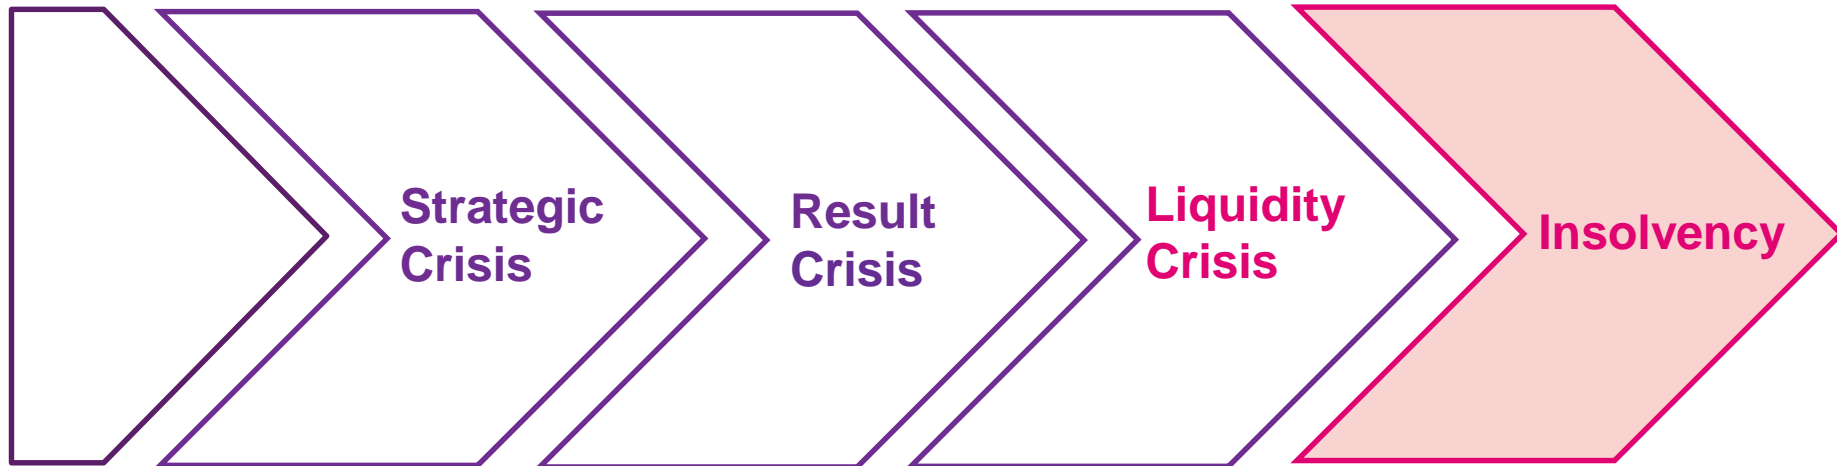 Strategic
Crisis
Result
Crisis
Liquidity
Crisis
Insolvency